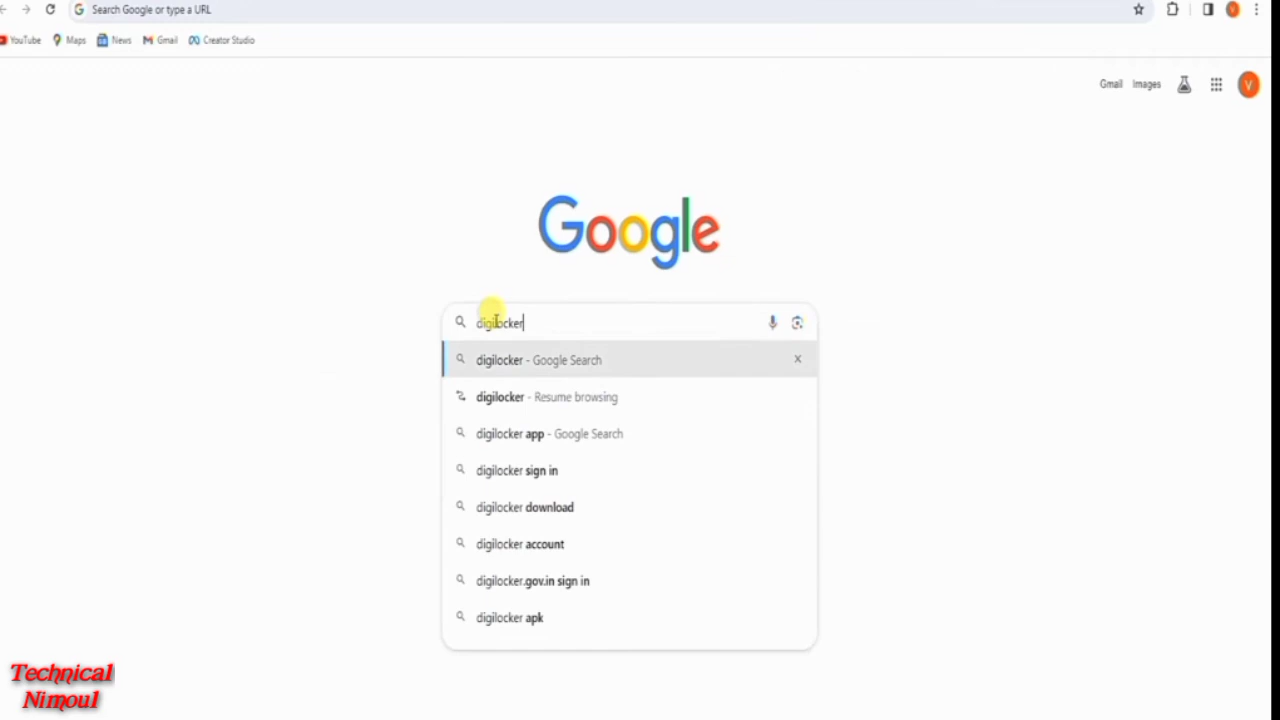 Search Google or type a URL
YouTube Maps News Gmail Creator Studio
Gmail Images V
Google
digilocker
digilocker - Google Search x
digilocker - Resume browsing
digilocker app - Google Search
digilocker sign in
digilocker download
digilocker account
digilocker.gov.in sign in
digilocker apk
Technical
Nimoul